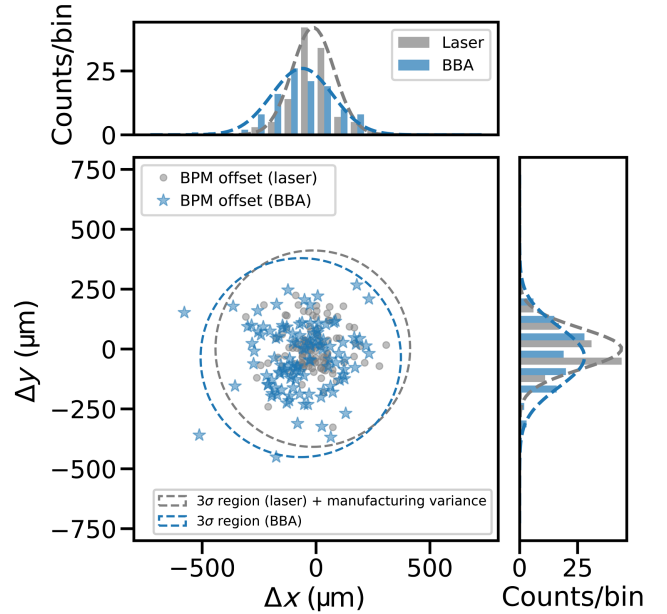 Counts/bin
25
0
Laser
BBA
750
500
250
0
−250
−500
−750
Δy (μm)
BPM offset (laser)
BPM offset (BBA)
3σ region (laser) + manufacturing variance
3σ region (BBA)
−500
0
500
Δx (μm)
0
25
Counts/bin